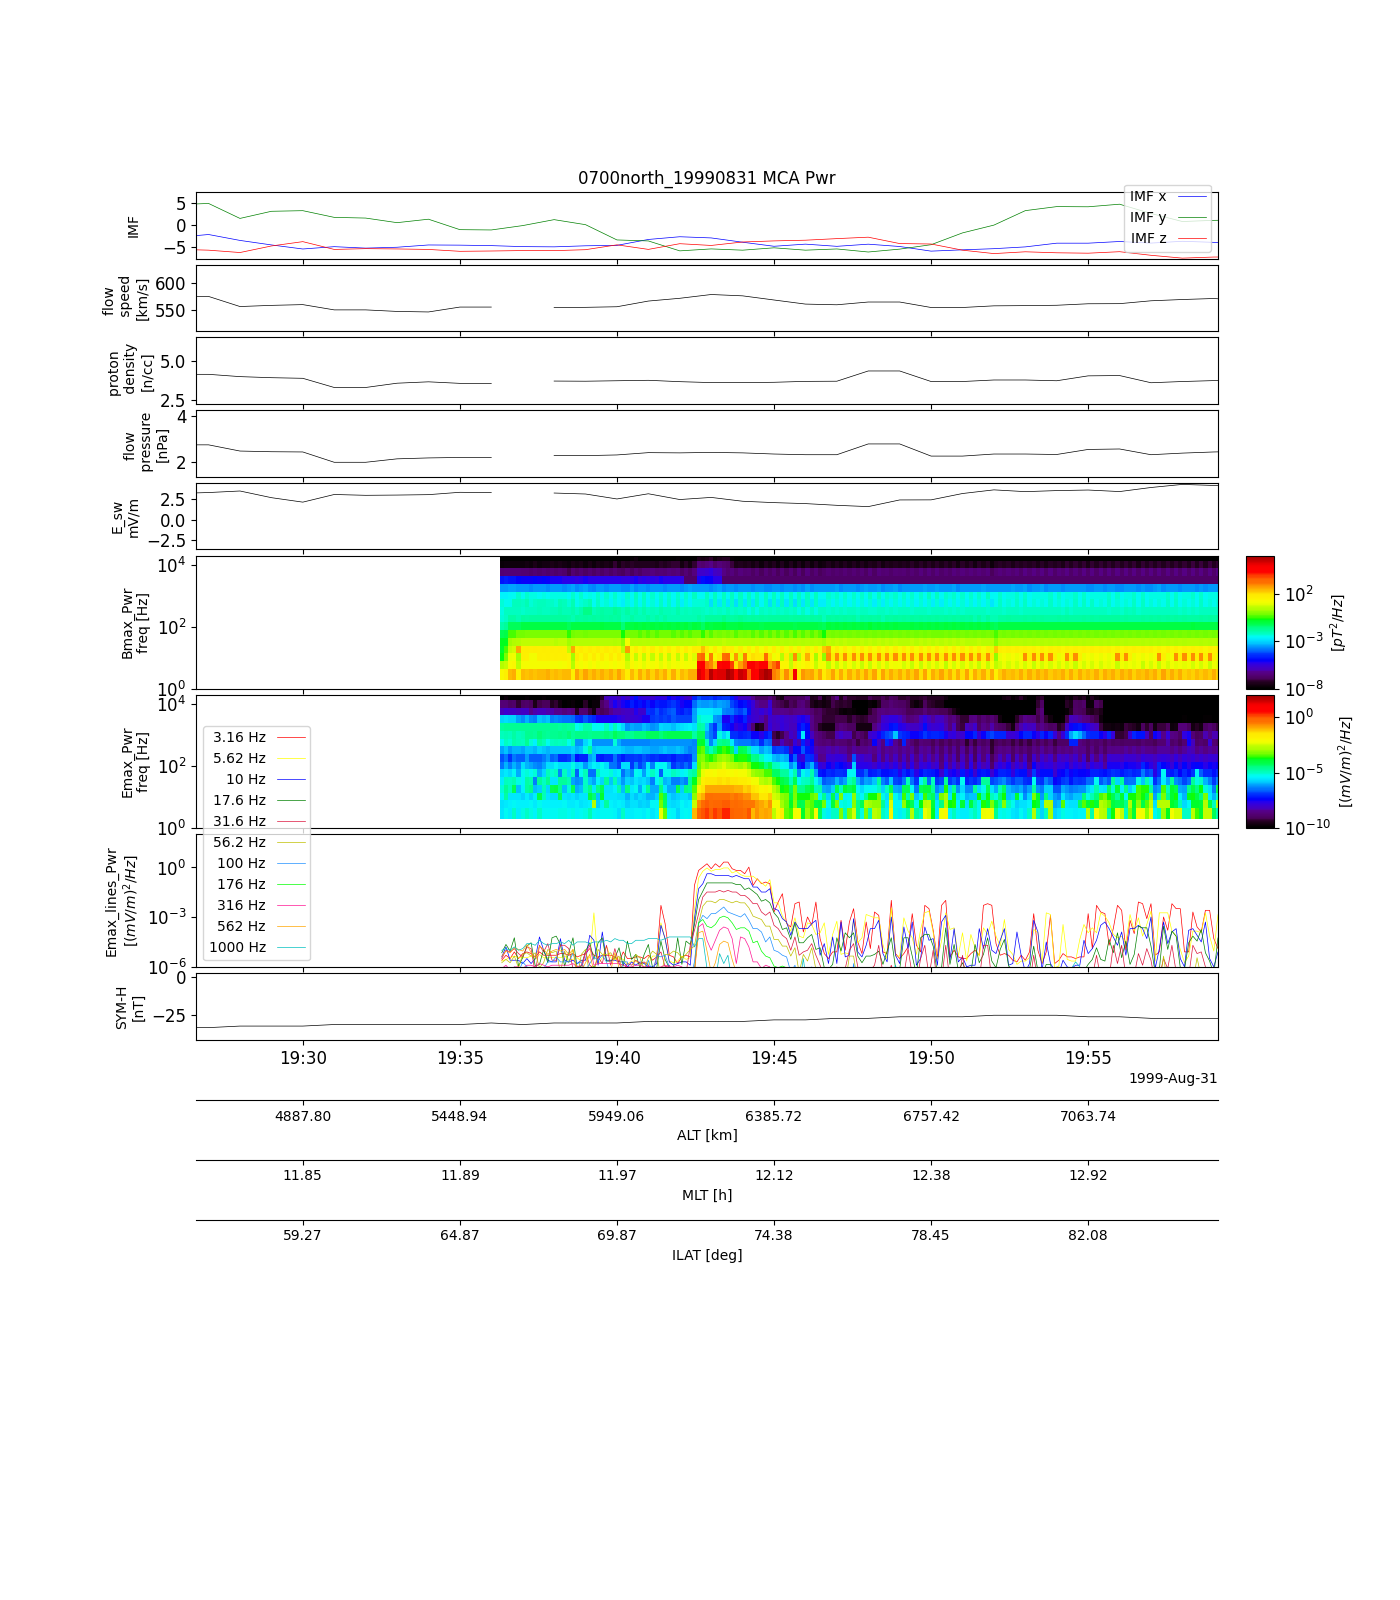 0700north_19990831 MCA Pwr
IMF
5
0
−5
IMF x
IMF y
IMF z
flow
speed
[km/s]
600
550
proton
density
[n/cc]
5.0
2.5
flow
pressure
[nPa]
4
2
E_sw
mV/m
2.5
0.0
−2.5
Bmax_Pwr
freq [Hz]
10^4
10^2
10^0
10^2
10^−3
10^−8
[pT^2/Hz]
Emax_Pwr
freq [Hz]
10^4
10^2
10^0
10^0
10^−5
10^−10
[(mV/m)^2/Hz]
3.16 Hz
5.62 Hz
10 Hz
17.6 Hz
31.6 Hz
56.2 Hz
100 Hz
176 Hz
316 Hz
562 Hz
1000 Hz
Emax_lines_Pwr
[(mV/m)^2/Hz]
10^0
10^−3
10^−6
SYM-H
[nT]
0
−25
19:30 19:35 19:40 19:45 19:50 19:55
1999-Aug-31
4887.80 5448.94 5949.06 6385.72 6757.42 7063.74
ALT [km]
11.85 11.89 11.97 12.12 12.38 12.92
MLT [h]
59.27 64.87 69.87 74.38 78.45 82.08
ILAT [deg]